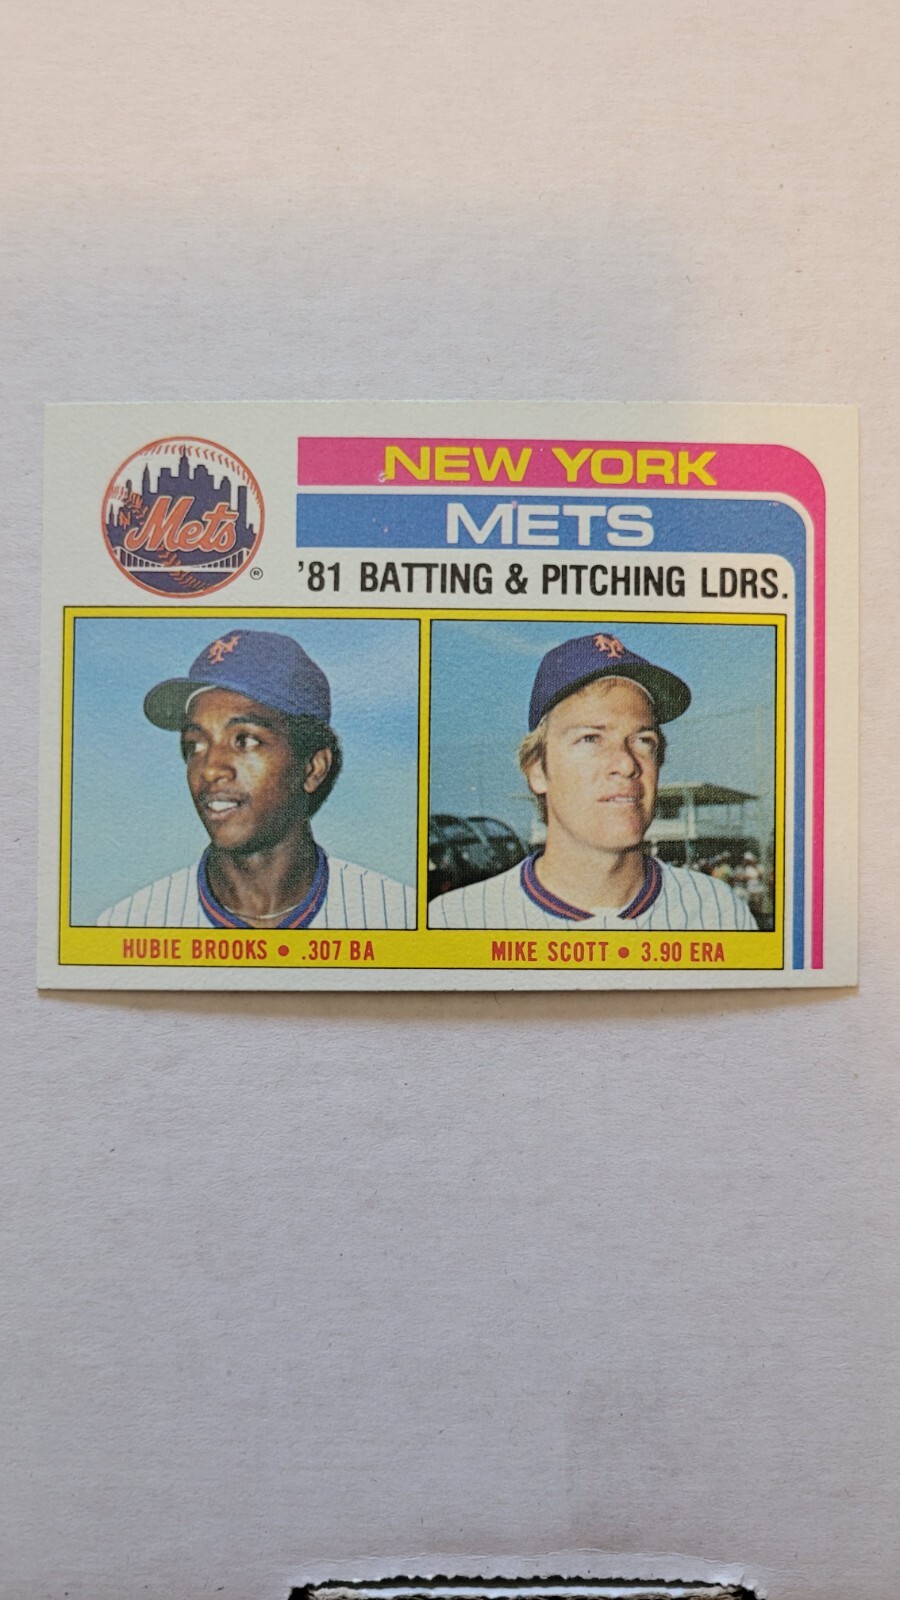 Mets
®
NEW YORK
METS
'81 BATTING & PITCHING LDRS.
HUBIE BROOKS • .307 BA
MIKE SCOTT • 3.90 ERA